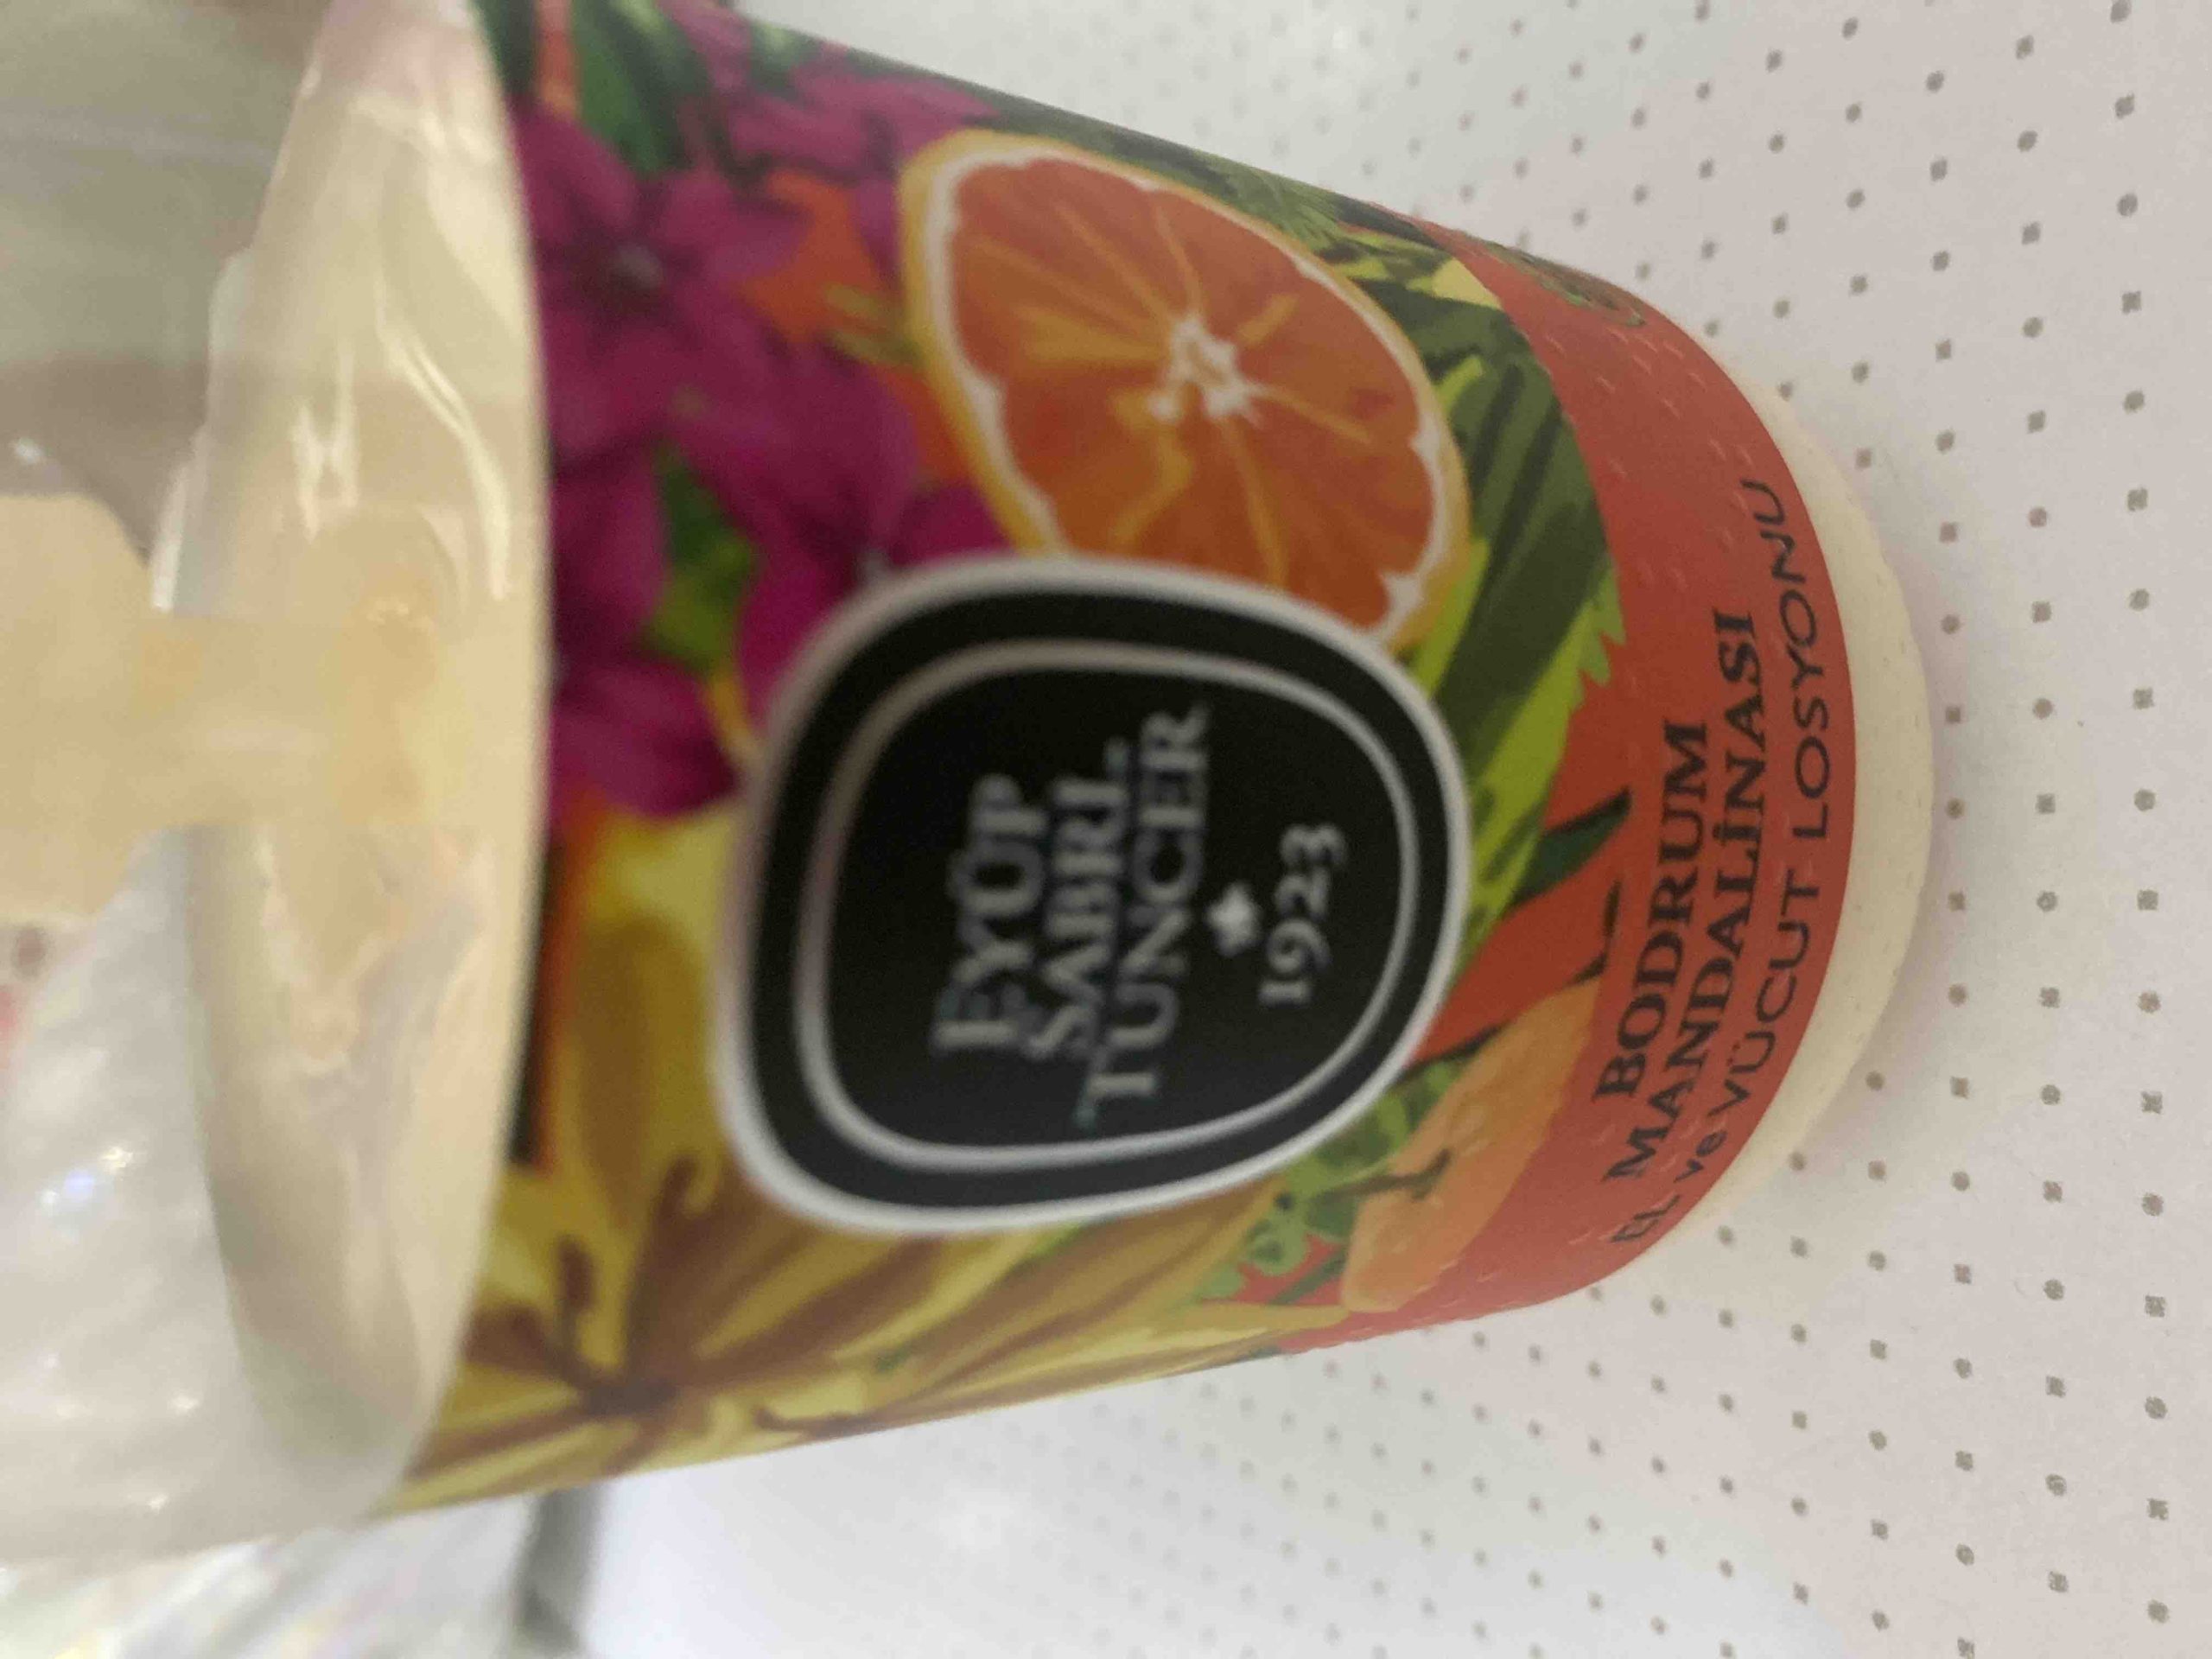 EYÜP
SABRİ
TUNCER
1923
BODRUM
MANDALİNASI
EL ve VÜCUT LOSYONU